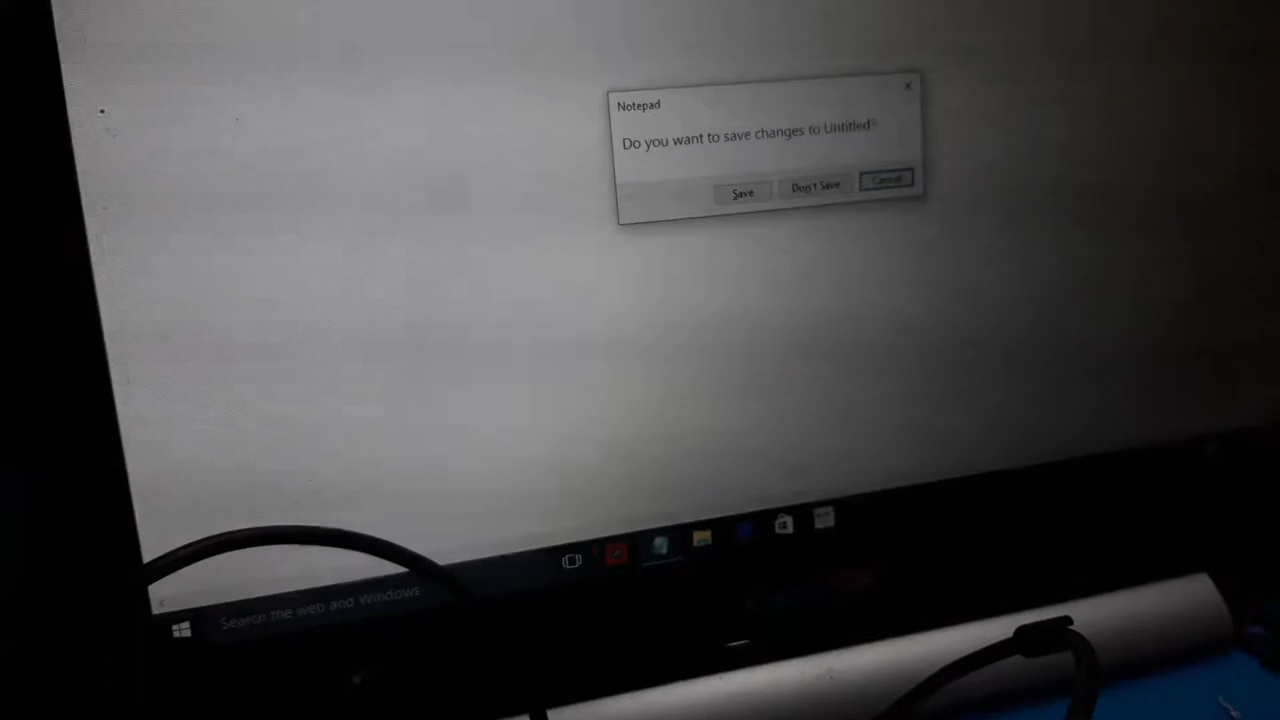 Notepad
Do you want to save changes to Untitled?
Save
Don't Save
Cancel
Search the web and Windows